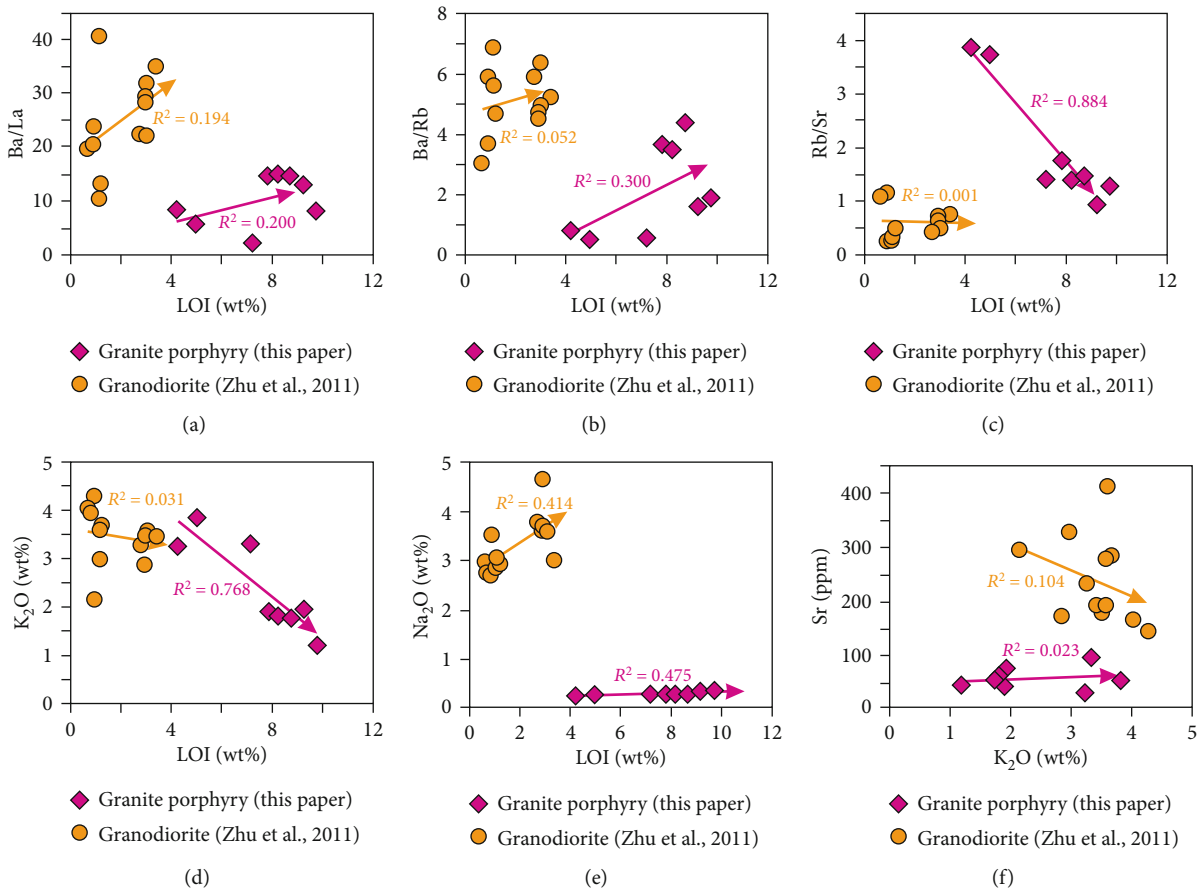 40
30
20
10
0
Ba/La
R² = 0.194
R² = 0.200
0
4
8
12
LOI (wt%)
Granite porphyry (this paper)
Granodiorite (Zhu et al., 2011)
(a)
8
6
4
2
0
Ba/Rb
R² = 0.052
R² = 0.300
0
4
8
12
LOI (wt%)
Granite porphyry (this paper)
Granodiorite (Zhu et al., 2011)
(b)
4
3
2
1
0
Rb/Sr
R² = 0.884
R² = 0.001
0
4
8
12
LOI (wt%)
Granite porphyry (this paper)
Granodiorite (Zhu et al., 2011)
(c)
5
4
3
2
1
0
K₂O (wt%)
R² = 0.031
R² = 0.768
0
4
8
12
LOI (wt%)
Granite porphyry (this paper)
Granodiorite (Zhu et al., 2011)
(d)
5
4
3
2
1
0
Na₂O (wt%)
R² = 0.414
R² = 0.475
0
2
4
6
8
10
12
LOI (wt%)
Granite porphyry (this paper)
Granodiorite (Zhu et al., 2011)
(e)
400
300
200
100
0
Sr (ppm)
R² = 0.104
R² = 0.023
0
1
2
3
4
5
K₂O (wt%)
Granite porphyry (this paper)
Granodiorite (Zhu et al., 2011)
(f)